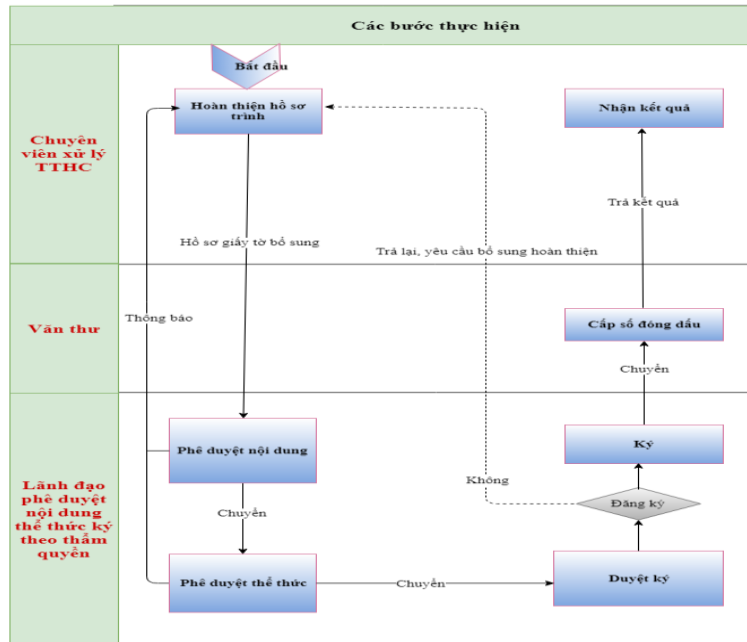 Các bước thực hiện
Bắt đầu
Hoàn thiện hồ sơ
trình
Nhận kết quả
Chuyên
viên xử lý
TTHC
Trả kết quả
Hồ sơ giấy tờ bổ sung
Trả lại, yêu cầu bổ sung hoàn thiện
Văn thư
Thông báo
Cấp số đóng dấu
Chuyển
Phê duyệt nội dung
Ký
Lãnh đạo
phê duyệt
nội dung
thể thức ký
theo thẩm
quyền
Không
Đăng ký
Chuyển
Phê duyệt thể thức
Chuyển
Duyệt ký